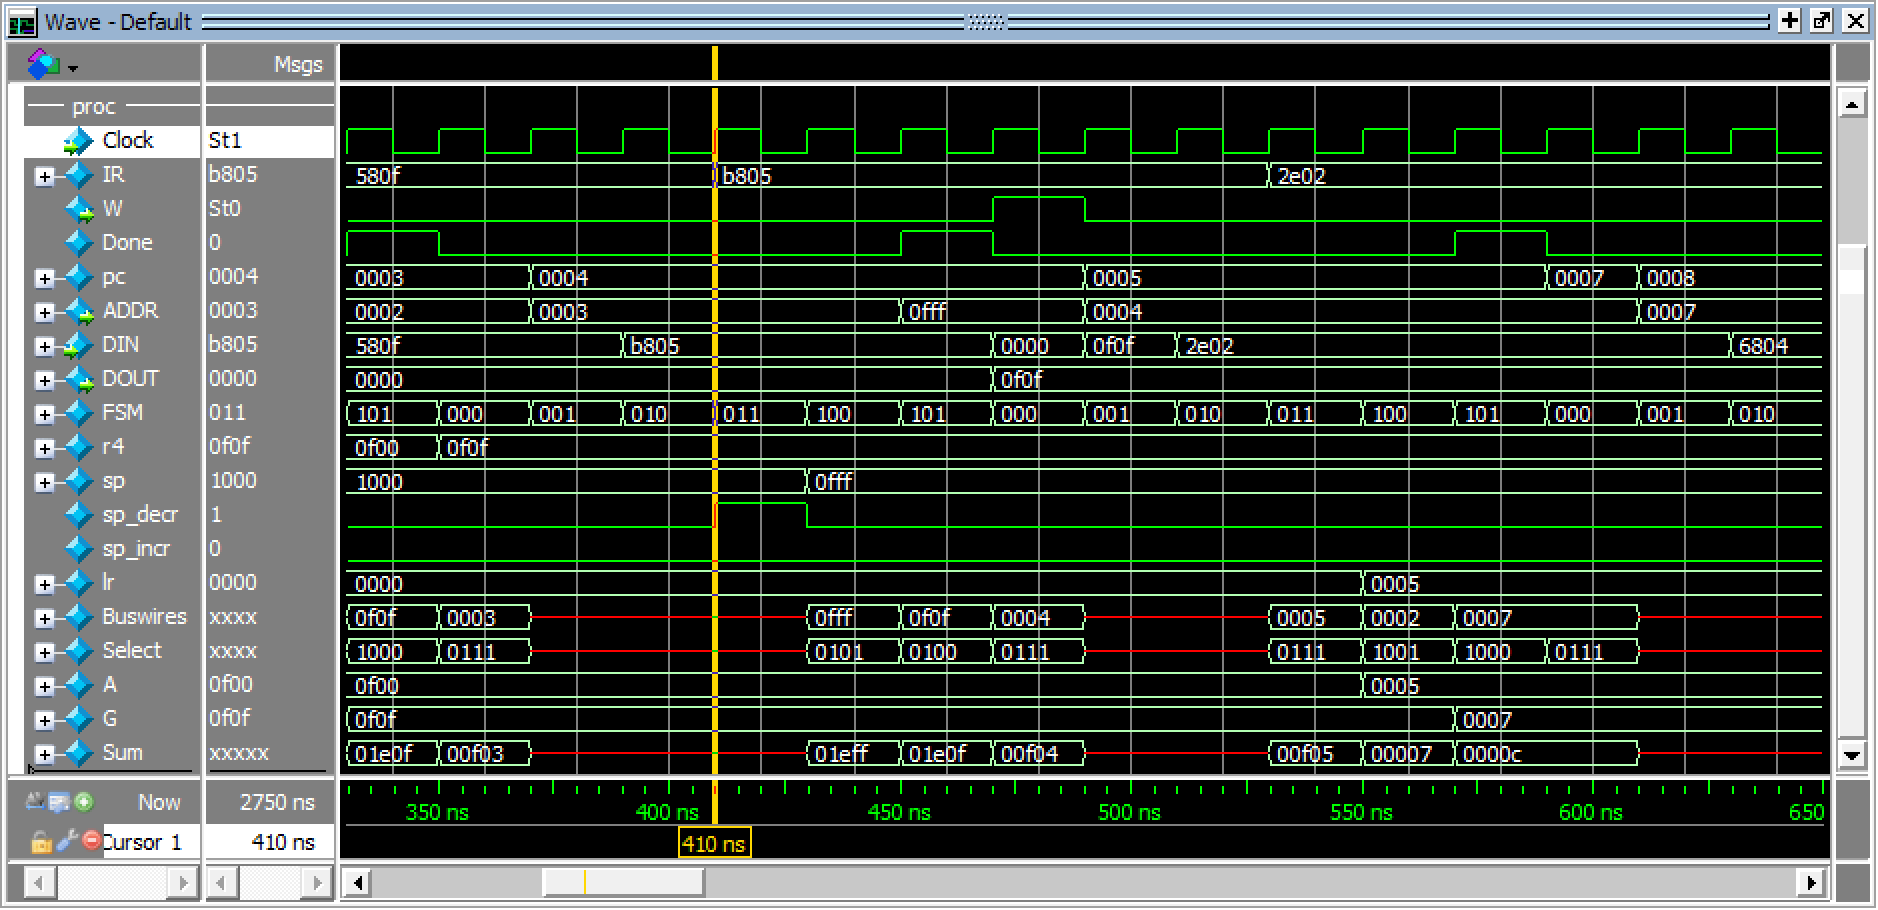 Wave - Default
Msgs
proc
Clock St1
IR b805 580f b805 2e02
W St0
Done 0
pc 0004 0003 0004 0005 0007 0008
ADDR 0003 0002 0003 0fff 0004 0007
DIN b805 580f b805 0000 0f0f 2e02 6804
DOUT 0000 0000 0f0f
FSM 011 101 000 001 010 011 100 101 000 001 010 011 100 101 000 001 010
r4 0f0f 0f00 0f0f
sp 1000 1000 0fff
sp_decr 1
sp_incr 0
lr 0000 0000 0005
Buswires xxxx 0f0f 0003 0fff 0f0f 0004 0005 0002 0007
Select xxxx 1000 0111 0101 0100 0111 0111 1001 1000 0111
A 0f00 0f00 0005
G 0f0f 0f0f 0007
Sum xxxxx 01e0f 00f03 01eff 01e0f 00f04 00f05 00007 0000c
Now 2750 ns 350 ns 400 ns 450 ns 500 ns 550 ns 600 ns 650
Cursor 1 410 ns 410 ns